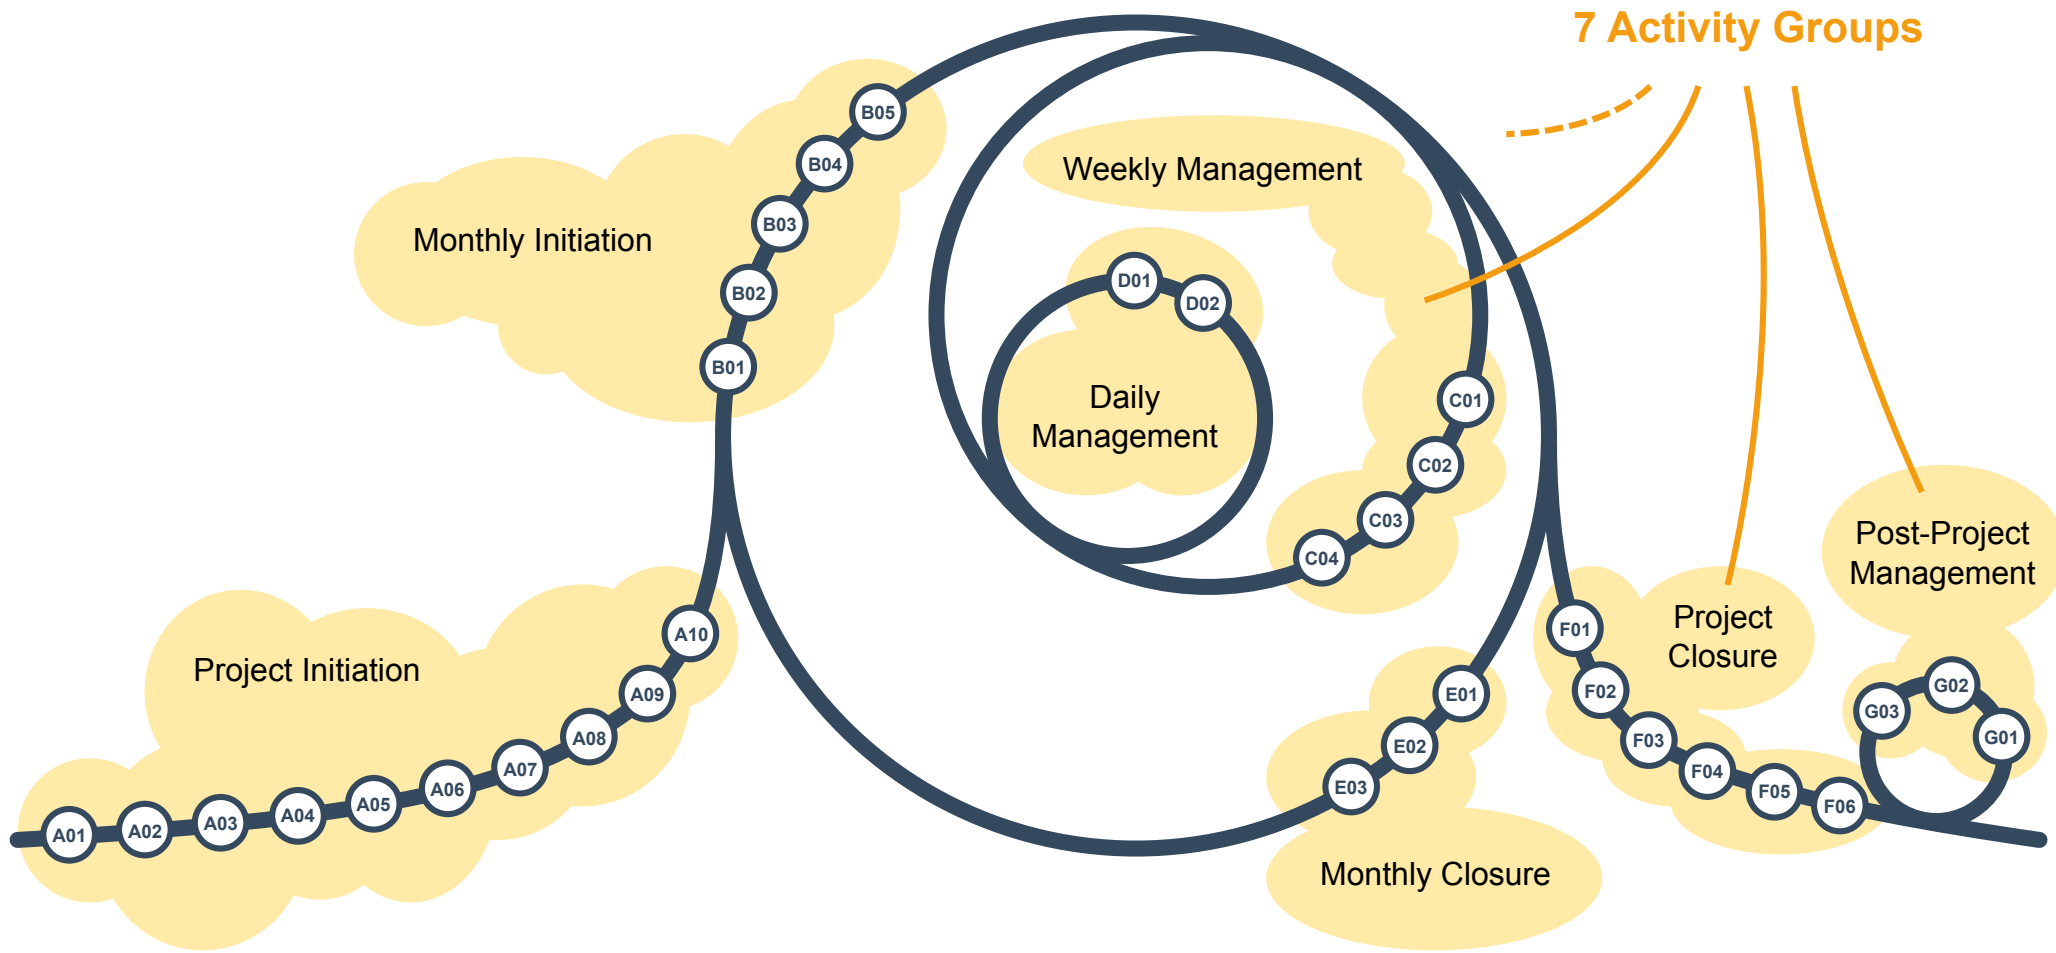 7 Activity Groups
Monthly Initiation
B05
B04
B03
B02
B01
Weekly Management
D01
D02
Daily
Management
C01
C02
C03
C04
Project Initiation
A01
A02
A03
A04
A05
A06
A07
A08
A09
A10
E01
E02
E03
Monthly Closure
F01
F02
F03
F04
F05
F06
Project
Closure
Post-Project
Management
G03
G02
G01